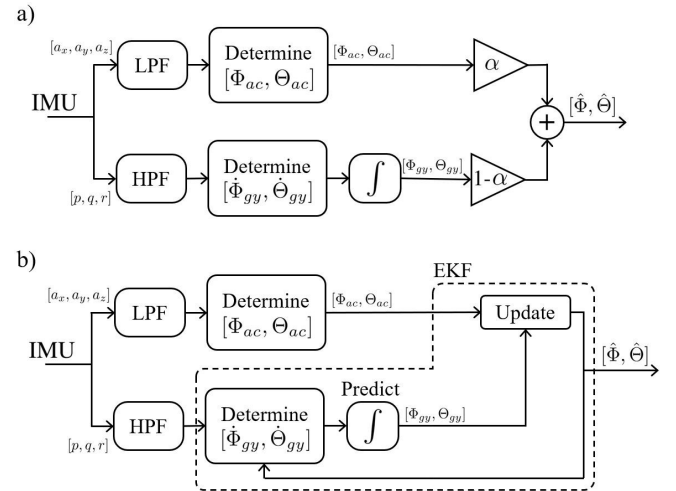 a)
[a_x, a_y, a_z]
LPF
Determine
[Φ_ac, Θ_ac]
[Φ_ac, Θ_ac]
α
IMU
+
[Φ̂, Θ̂]
[p, q, r]
HPF
Determine
[Φ̇_gy, Θ̇_gy]
∫
[Φ_gy, Θ_gy]
1-α
b)
EKF
[a_x, a_y, a_z]
LPF
Determine
[Φ_ac, Θ_ac]
[Φ_ac, Θ_ac]
Update
IMU
[Φ̂, Θ̂]
Predict
[p, q, r]
HPF
Determine
[Φ̇_gy, Θ̇_gy]
∫
[Φ_gy, Θ_gy]